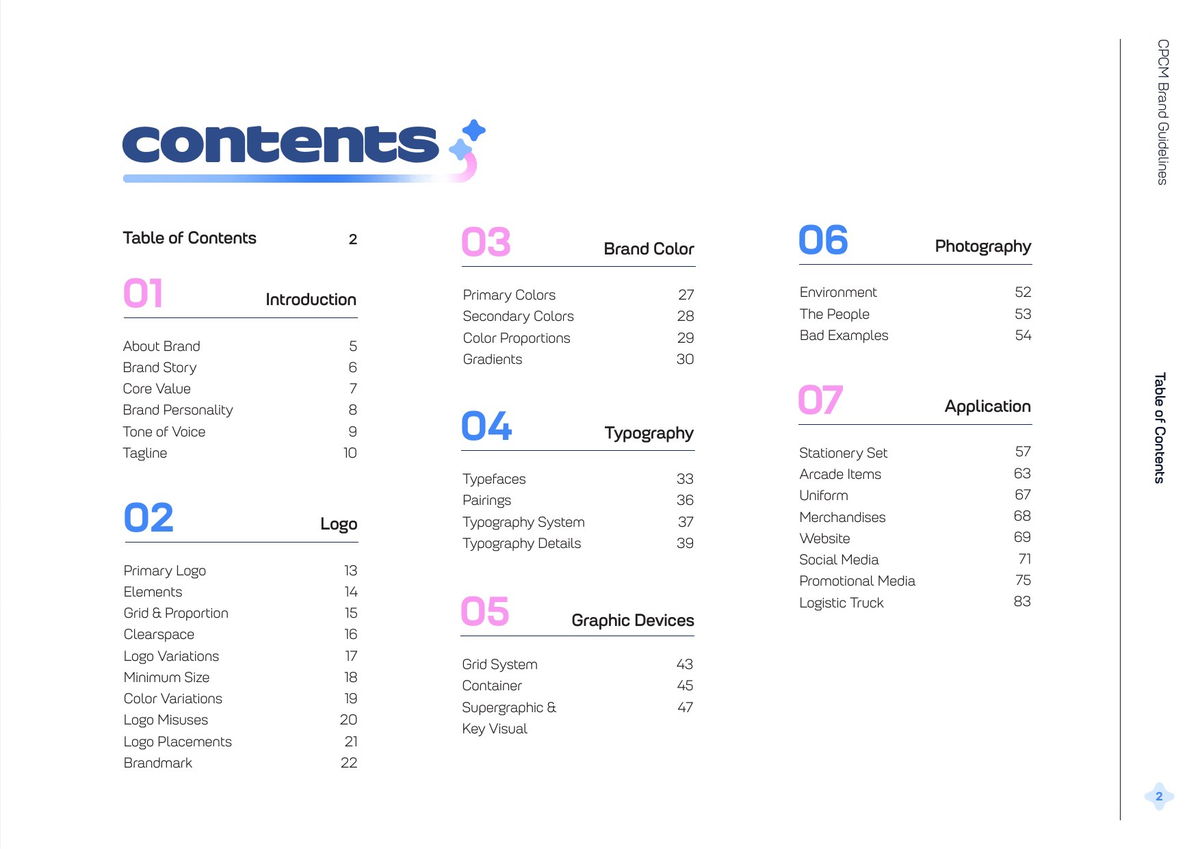 contents
Table of Contents 2
01 Introduction
About Brand 5
Brand Story 6
Core Value 7
Brand Personality 8
Tone of Voice 9
Tagline 10
02 Logo
Primary Logo 13
Elements 14
Grid & Proportion 15
Clearspace 16
Logo Variations 17
Minimum Size 18
Color Variations 19
Logo Misuses 20
Logo Placements 21
Brandmark 22
03 Brand Color
Primary Colors 27
Secondary Colors 28
Color Proportions 29
Gradients 30
04 Typography
Typefaces 33
Pairings 36
Typography System 37
Typography Details 39
05 Graphic Devices
Grid System 43
Container 45
Supergraphic & 47
Key Visual
06 Photography
Environment 52
The People 53
Bad Examples 54
07 Application
Stationery Set 57
Arcade Items 63
Uniform 67
Merchandises 68
Website 69
Social Media 71
Promotional Media 75
Logistic Truck 83
CPCM Brand Guidelines
Table of Contents
2